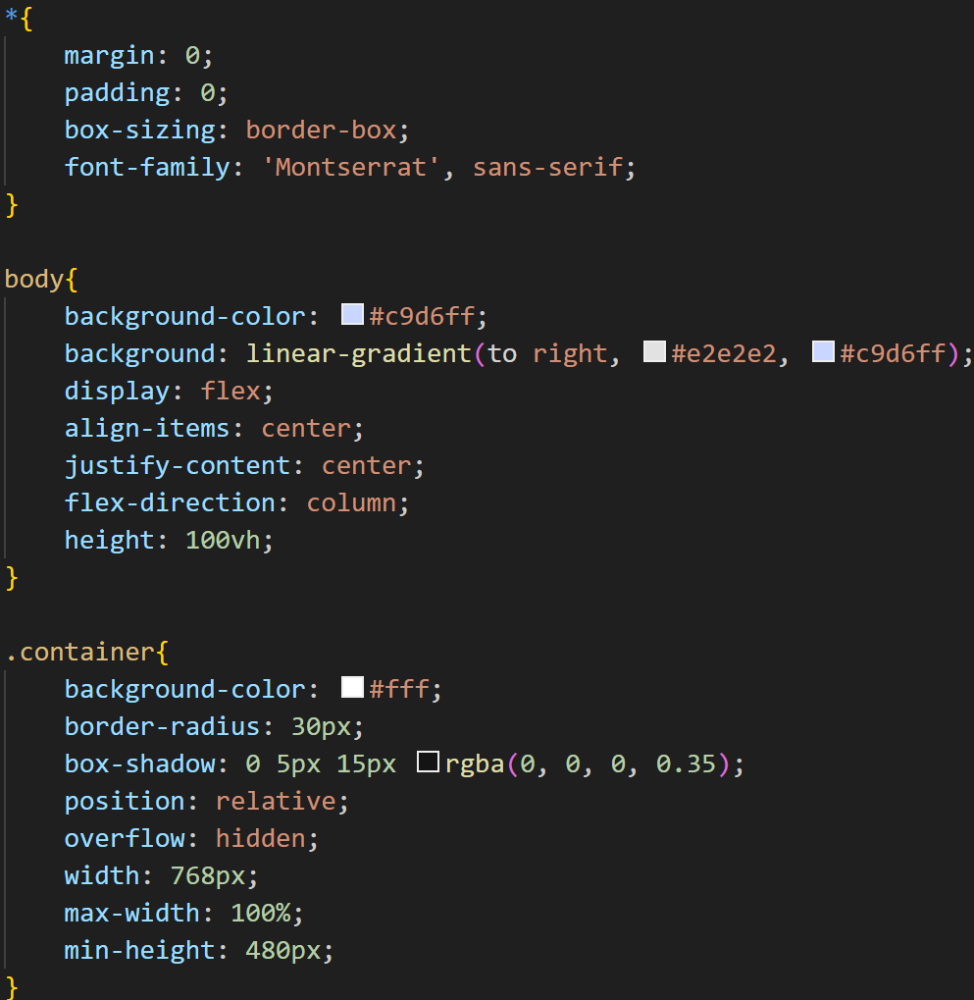 *{
    margin: 0;
    padding: 0;
    box-sizing: border-box;
    font-family: 'Montserrat', sans-serif;
}

body{
    background-color: #c9d6ff;
    background: linear-gradient(to right, #e2e2e2, #c9d6ff);
    display: flex;
    align-items: center;
    justify-content: center;
    flex-direction: column;
    height: 100vh;
}

.container{
    background-color: #fff;
    border-radius: 30px;
    box-shadow: 0 5px 15px rgba(0, 0, 0, 0.35);
    position: relative;
    overflow: hidden;
    width: 768px;
    max-width: 100%;
    min-height: 480px;
}